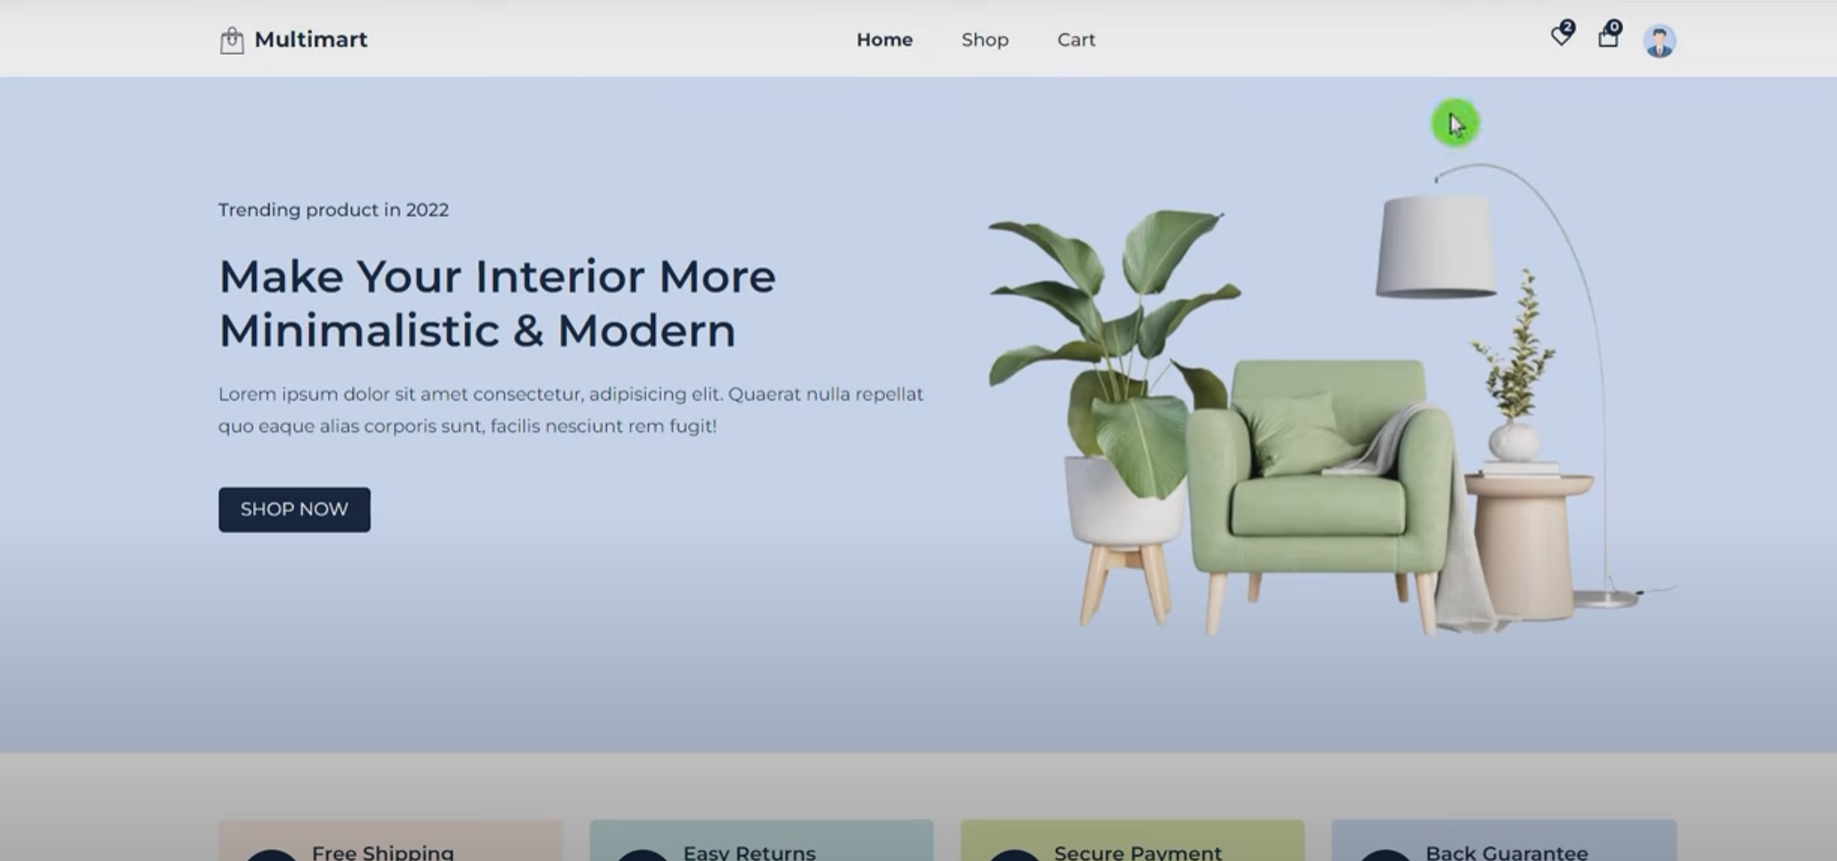 Multimart
Home Shop Cart
2 0
Trending product in 2022
Make Your Interior More
Minimalistic & Modern
Lorem ipsum dolor sit amet consectetur, adipisicing elit. Quaerat nulla repellat
quo eaque alias corporis sunt, facilis nesciunt rem fugit!
SHOP NOW
Free Shipping Easy Returns Secure Payment Back Guarantee